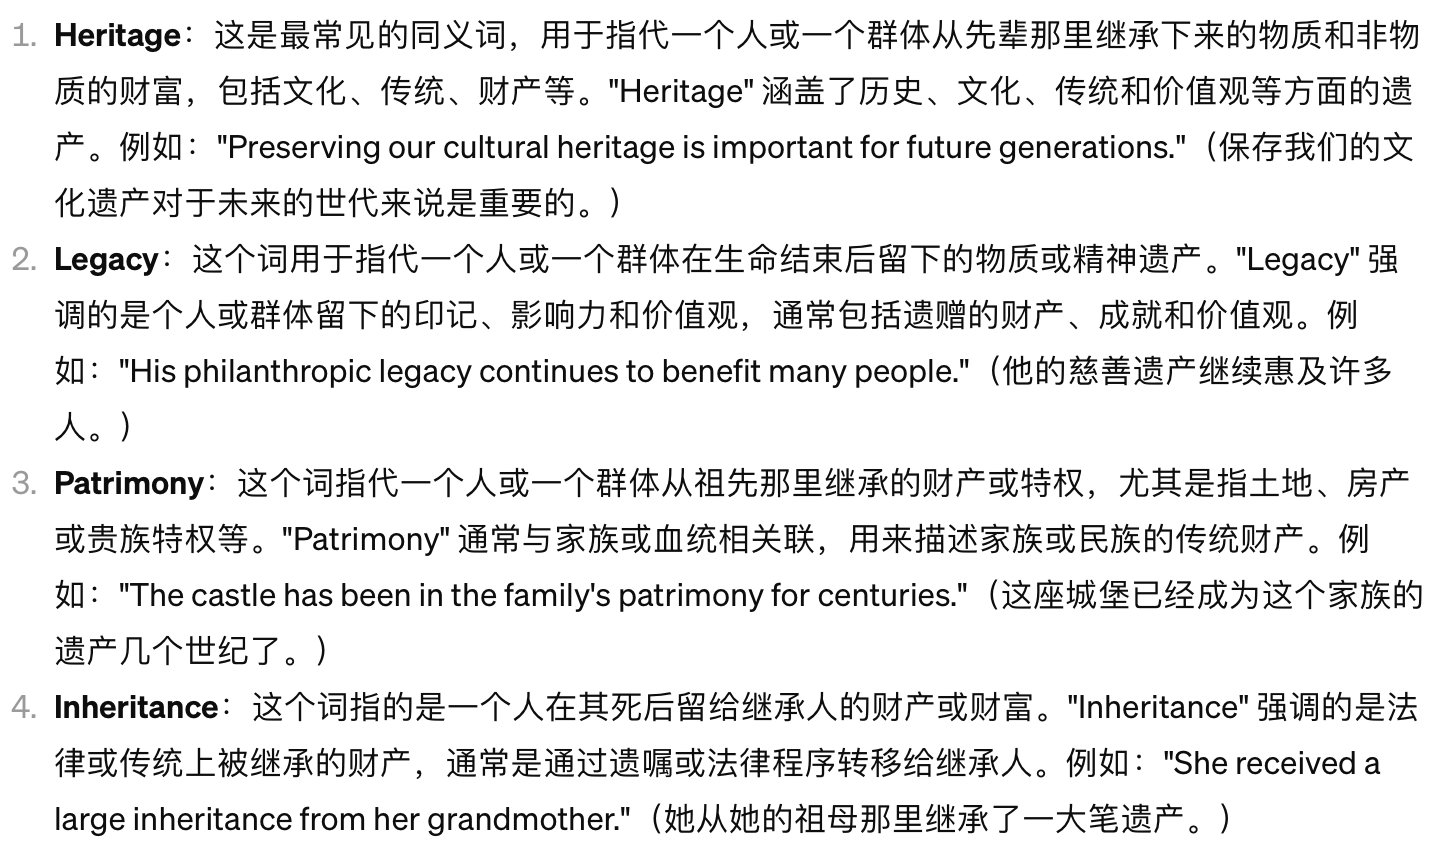 1. Heritage：这是最常见的同义词，用于指代一个人或一个群体从先辈那里继承下来的物质和非物
质的财富，包括文化、传统、财产等。"Heritage" 涵盖了历史、文化、传统和价值观等方面的遗
产。例如："Preserving our cultural heritage is important for future generations."（保存我们的文
化遗产对于未来的世代来说是重要的。）
2. Legacy：这个词用于指代一个人或一个群体在生命结束后留下的物质或精神遗产。"Legacy" 强
调的是个人或群体留下的印记、影响力和价值观，通常包括遗赠的财产、成就和价值观。例
如："His philanthropic legacy continues to benefit many people."（他的慈善遗产继续惠及许多
人。）
3. Patrimony：这个词指代一个人或一个群体从祖先那里继承的财产或特权，尤其是指土地、房产
或贵族特权等。"Patrimony" 通常与家族或血统相关联，用来描述家族或民族的传统财产。例
如："The castle has been in the family's patrimony for centuries."（这座城堡已经成为这个家族的
遗产几个世纪了。）
4. Inheritance：这个词指的是一个人在其死后留给继承人的财产或财富。"Inheritance" 强调的是法
律或传统上被继承的财产，通常是通过遗嘱或法律程序转移给继承人。例如："She received a
large inheritance from her grandmother."（她从她的祖母那里继承了一大笔遗产。）